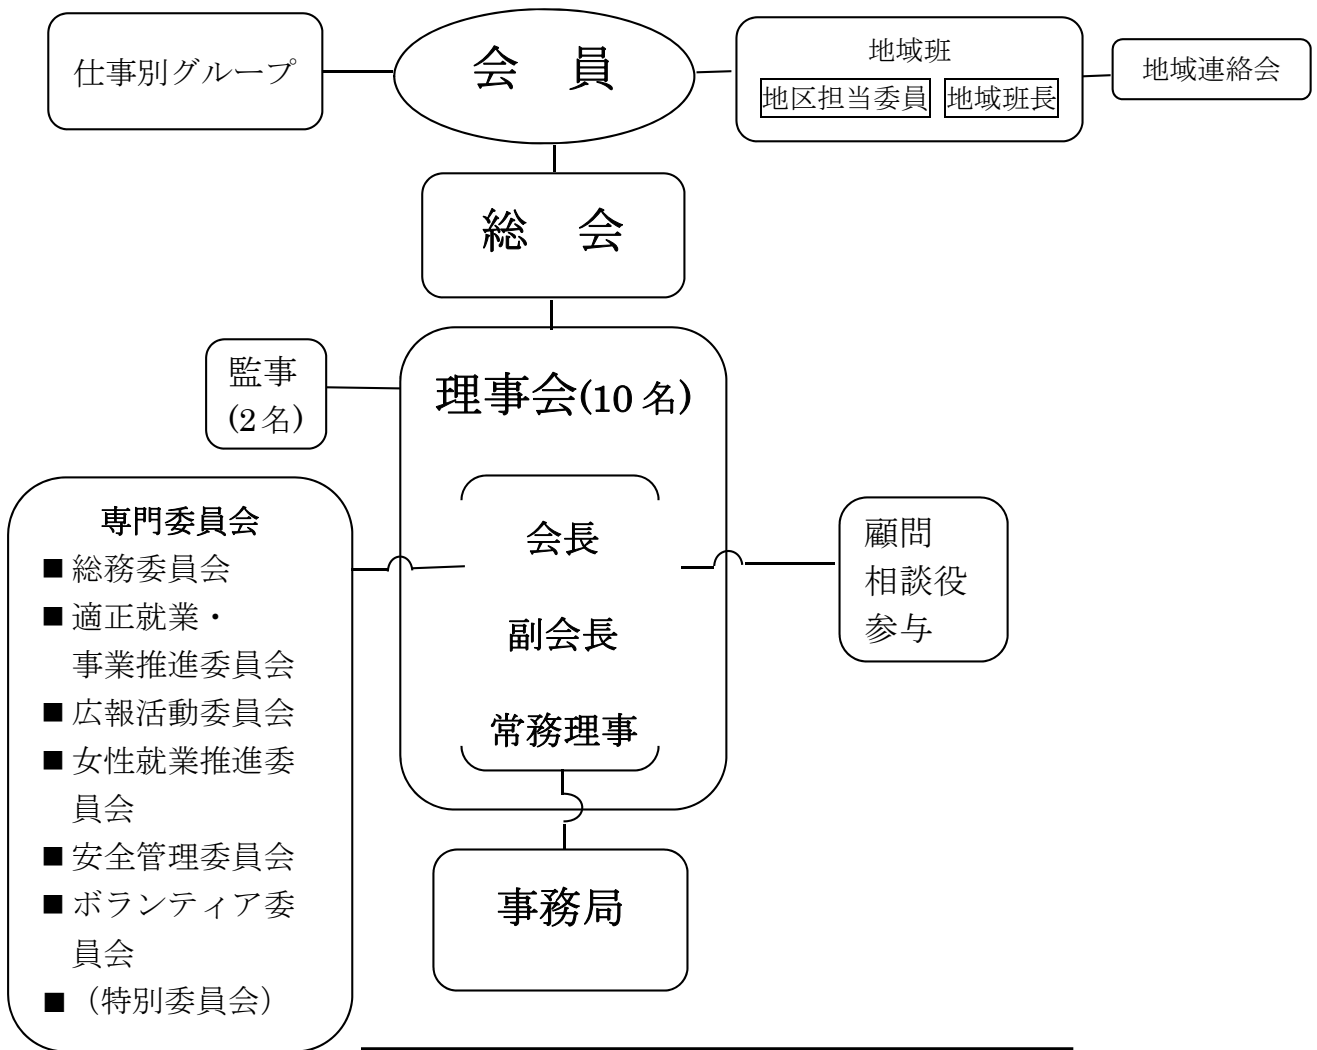 仕事別グループ
会　員
地域班
地区担当委員 地域班長
地域連絡会
総　会
監事
(2名)
理事会(10名)
会長
副会長
常務理事
専門委員会
■総務委員会
■適正就業・
事業推進委員会
■広報活動委員会
■女性就業推進委
員会
■安全管理委員会
■ボランティア委
員会
■（特別委員会）
顧問
相談役
参与
事務局